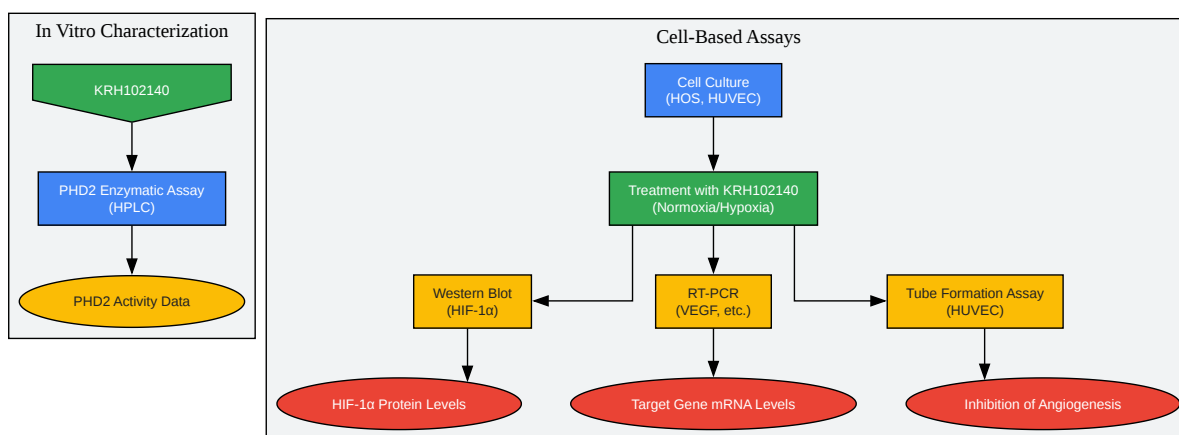 In Vitro Characterization
KRH102140
PHD2 Enzymatic Assay
(HPLC)
PHD2 Activity Data
Cell-Based Assays
Cell Culture
(HOS, HUVEC)
Treatment with KRH102140
(Normoxia/Hypoxia)
Western Blot
(HIF-1α)
RT-PCR
(VEGF, etc.)
Tube Formation Assay
(HUVEC)
HIF-1α Protein Levels
Target Gene mRNA Levels
Inhibition of Angiogenesis